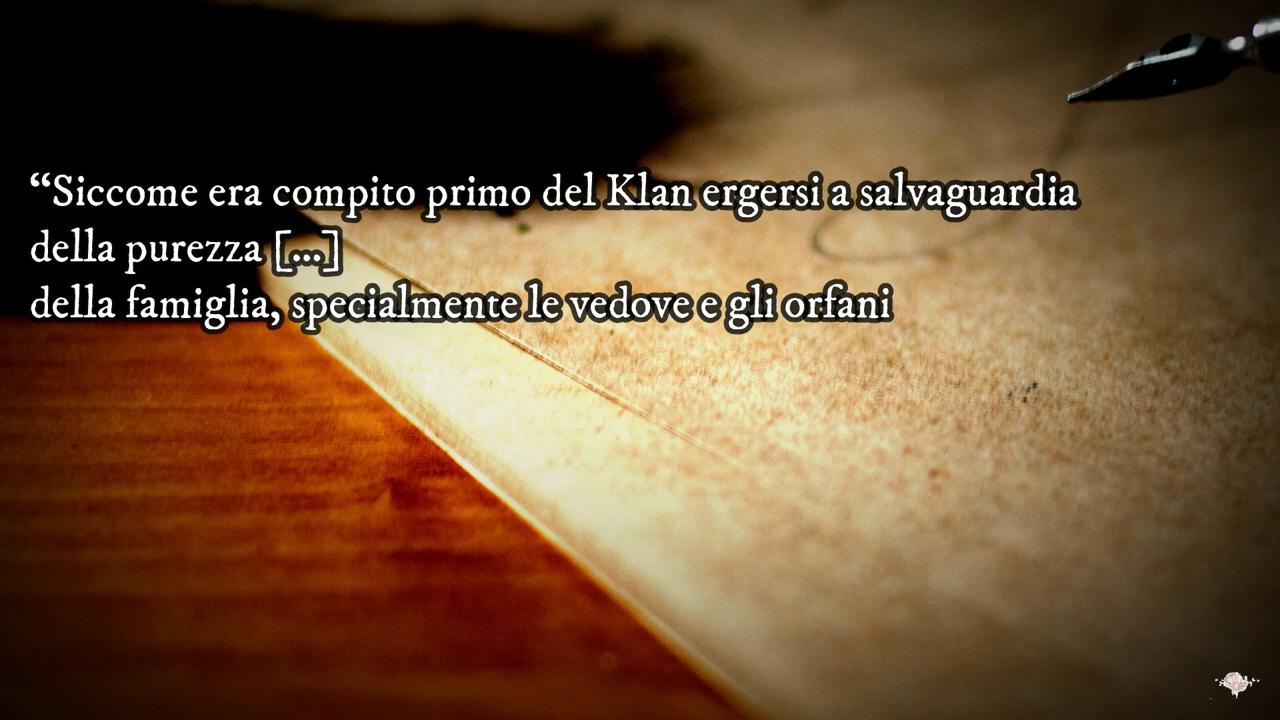 “Siccome era compito primo del Klan ergersi a salvaguardia
della purezza [...]
della famiglia, specialmente le vedove e gli orfani